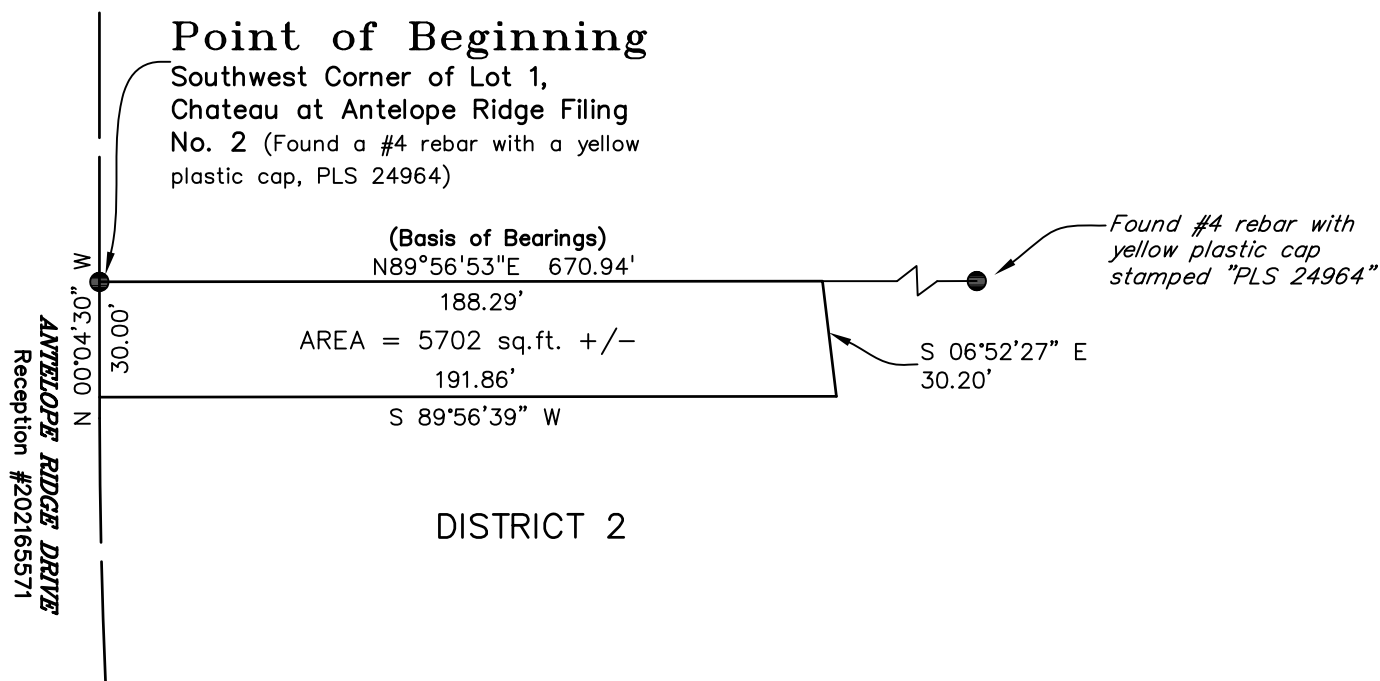 Point of Beginning
Southwest Corner of Lot 1,
Chateau at Antelope Ridge Filing
No. 2 (Found a #4 rebar with a yellow
plastic cap, PLS 24964)
(Basis of Bearings)
N89°56'53"E 670.94'
188.29'
AREA = 5702 sq.ft. +/-
191.86'
S 89°56'39" W
Found #4 rebar with
yellow plastic cap
stamped "PLS 24964"
S 06°52'27" E
30.20'
N 00°04'30" W
30.00'
ANTELOPE RIDGE DRIVE
Reception #202165571
DISTRICT 2